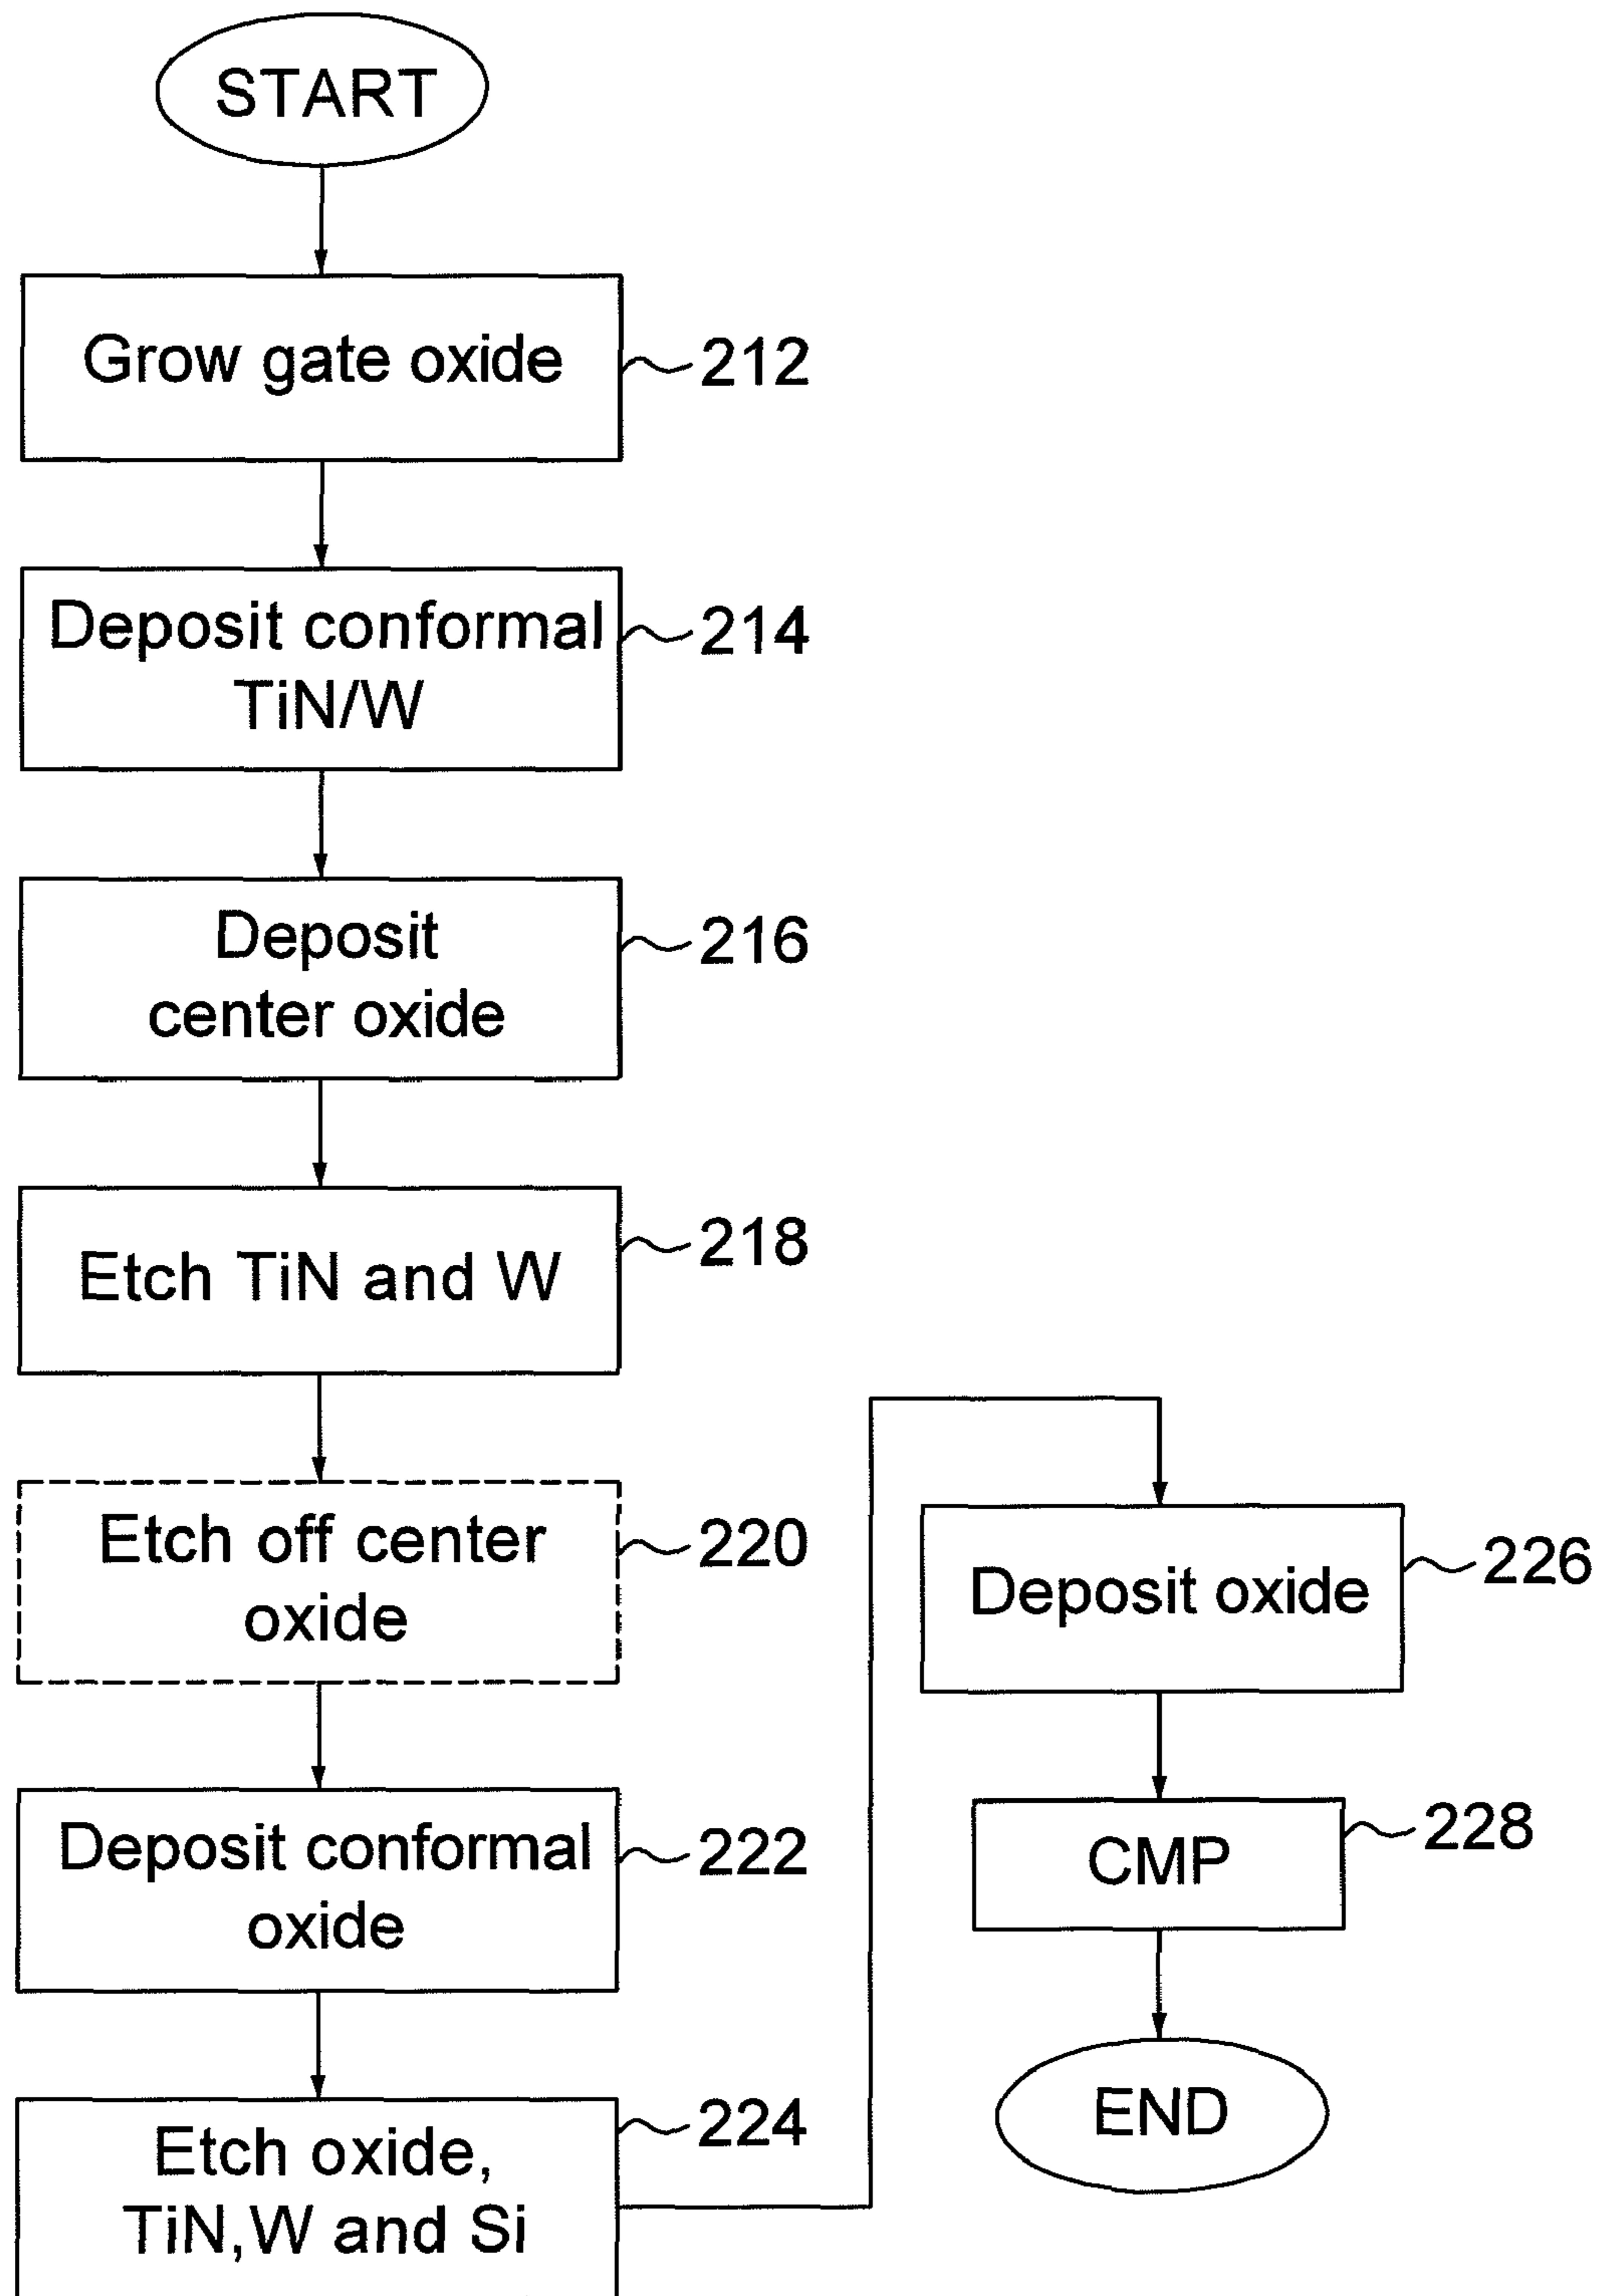 START
Grow gate oxide
212
Deposit conformal
TiN/W
214
Deposit
center oxide
216
Etch TiN and W
218
Etch off center
oxide
220
Deposit conformal
oxide
222
Etch oxide,
TiN,W and Si
224
Deposit oxide
226
CMP
228
END